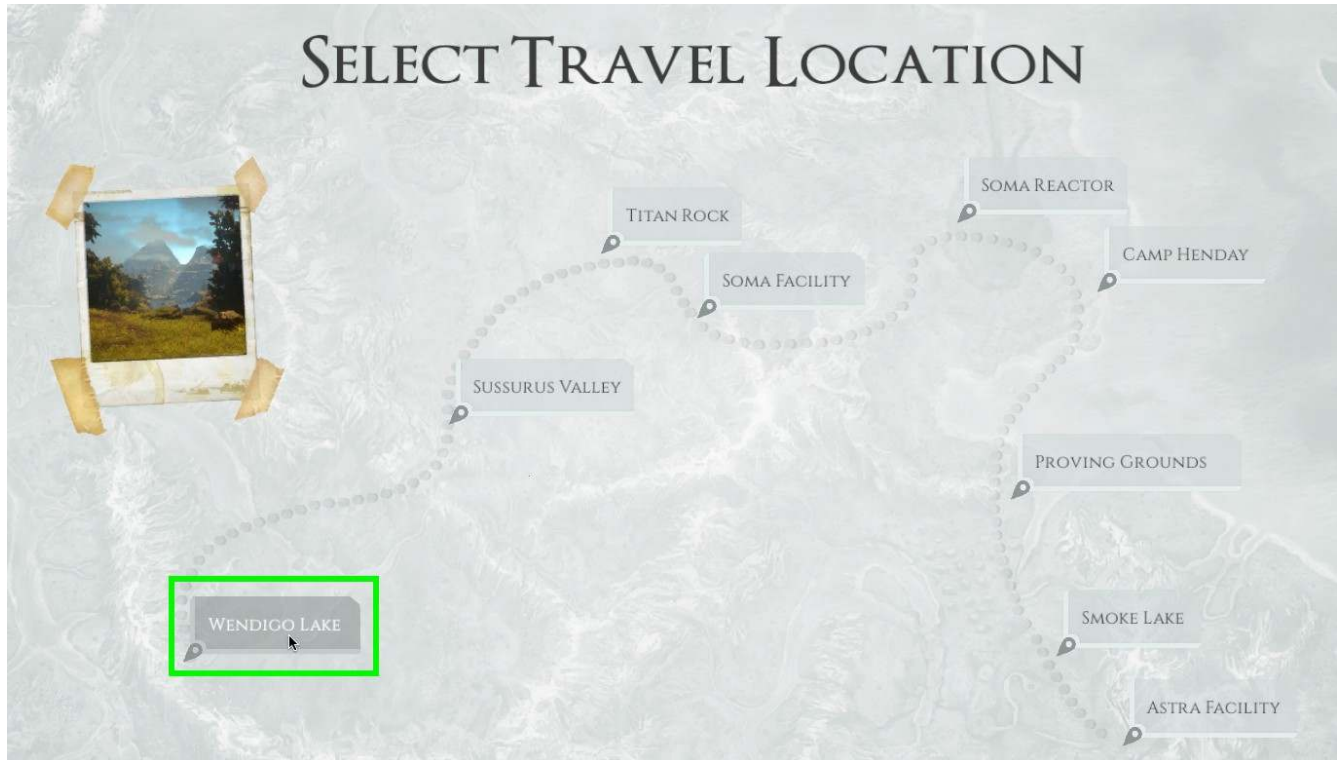 SELECT TRAVEL LOCATION
SOMA REACTOR
TITAN ROCK
CAMP HENDAY
SOMA FACILITY
SUSSURUS VALLEY
PROVING GROUNDS
WENDIGO LAKE
SMOKE LAKE
ASTRA FACILITY